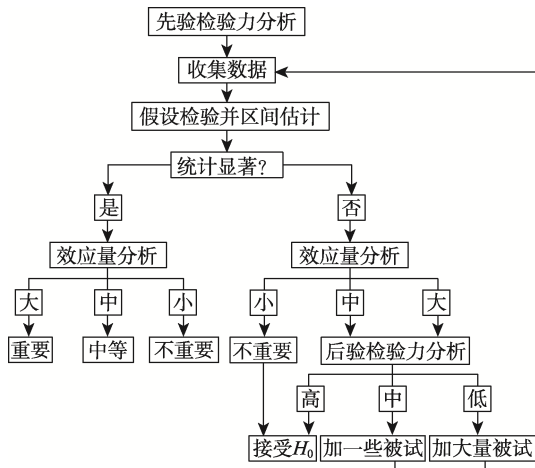 先验检验力分析
收集数据
假设检验并区间估计
统计显著?
是 否
效应量分析 效应量分析
大 中 小 小 中 大
重要 中等 不重要 不重要 后验检验力分析
高 中 低
接受H₀ 加一些被试 加大量被试